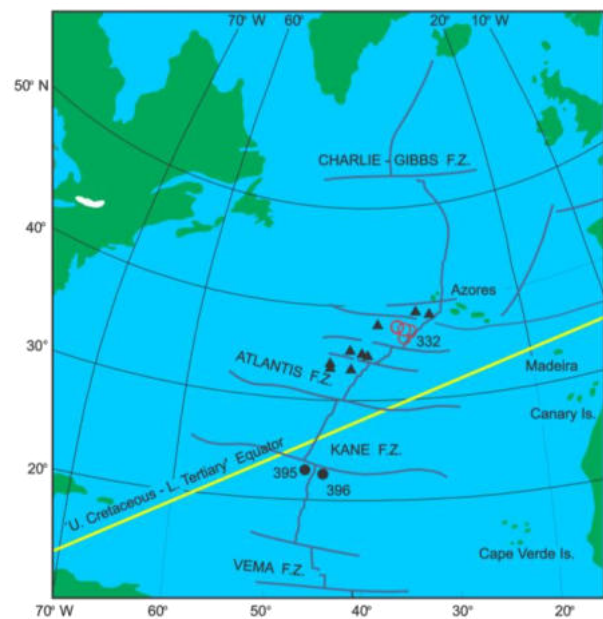 70° W 60° 20° 10° W
50° N
CHARLIE - GIBBS F.Z.
40°
Azores
332
30°
ATLANTIS F.Z.
Madeira
Canary Is.
KANE F.Z.
'U. Cretaceous - L. Tertiary' Equator
395
20°
396
Cape Verde Is.
VEMA F.Z.
70° W 60° 50° 40° 30° 20°